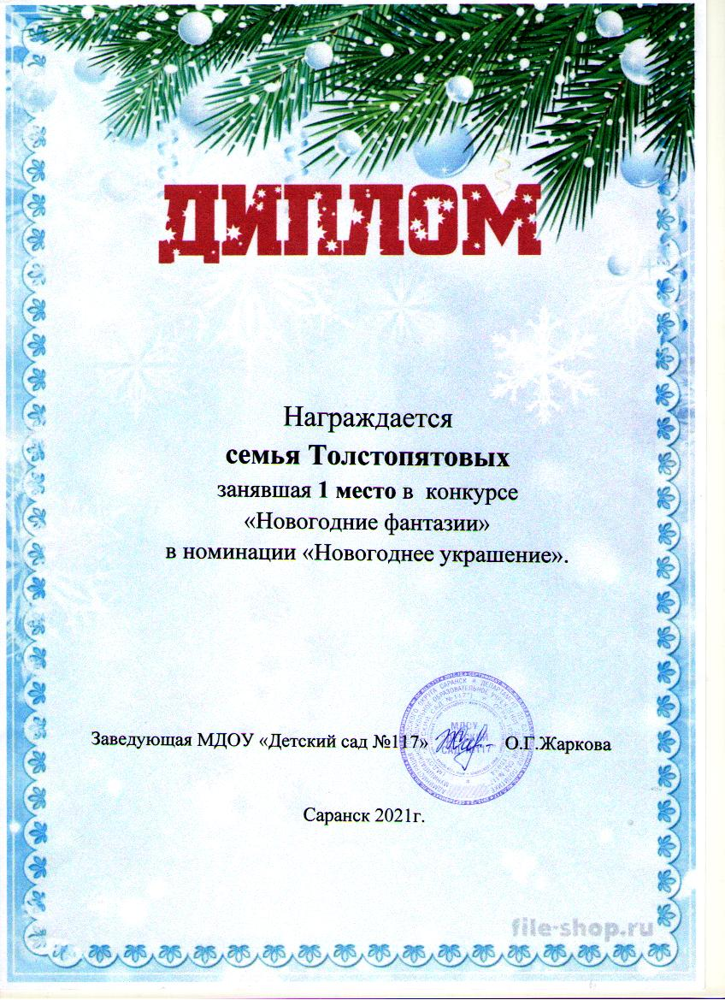 ДИПЛОМ
Награждается
семья Толстопятовых
занявшая 1 место в конкурсе
«Новогодние фантазии»
в номинации «Новогоднее украшение».
Заведующая МДОУ «Детский сад №117» О.Г.Жаркова
МДОУ
Саранск 2021г.
file-shop.ru